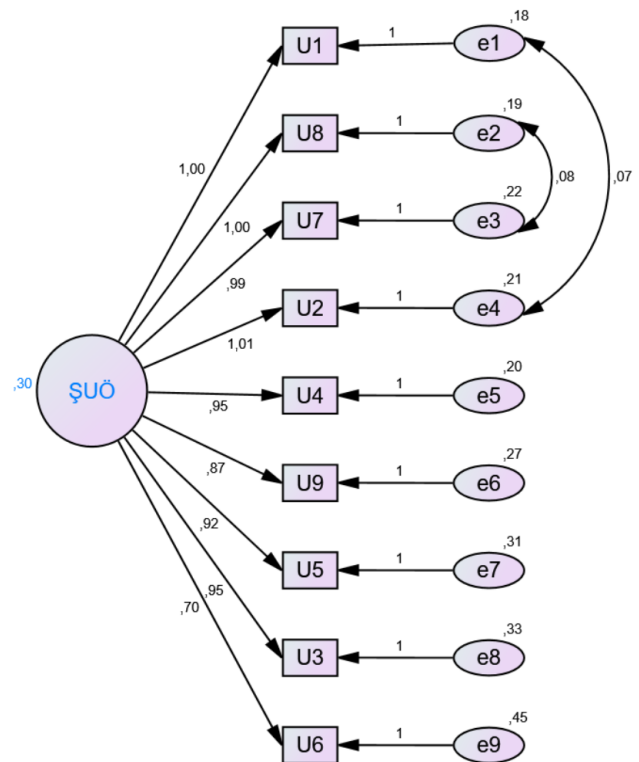 ,18
U1 1 e1
,19
1,00 U8 1 e2
,08 ,07
1,00 ,22
U7 1 e3
,99 ,21
U2 1 e4
1,01
,30 ŞUÖ ,20
,95 U4 1 e5
,27
,87 U9 1 e6
,92 ,31
U5 1 e7
,95
,70 ,33
U3 1 e8
,45
U6 1 e9